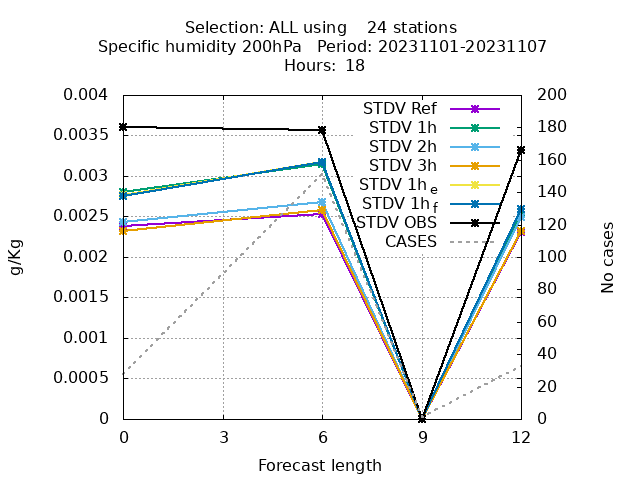 Selection: ALL using    24 stations
Specific humidity 200hPa   Period: 20231101-20231107
Hours: 18
0.004
0.0035
0.003
0.0025
0.002
0.0015
0.001
0.0005
0
g/Kg
STDV Ref
STDV 1h
STDV 2h
STDV 3h
STDV 1h e
STDV 1h f
STDV OBS
CASES
200
180
160
140
120
100
80
60
40
20
0
No cases
0 3 6 9 12
Forecast length